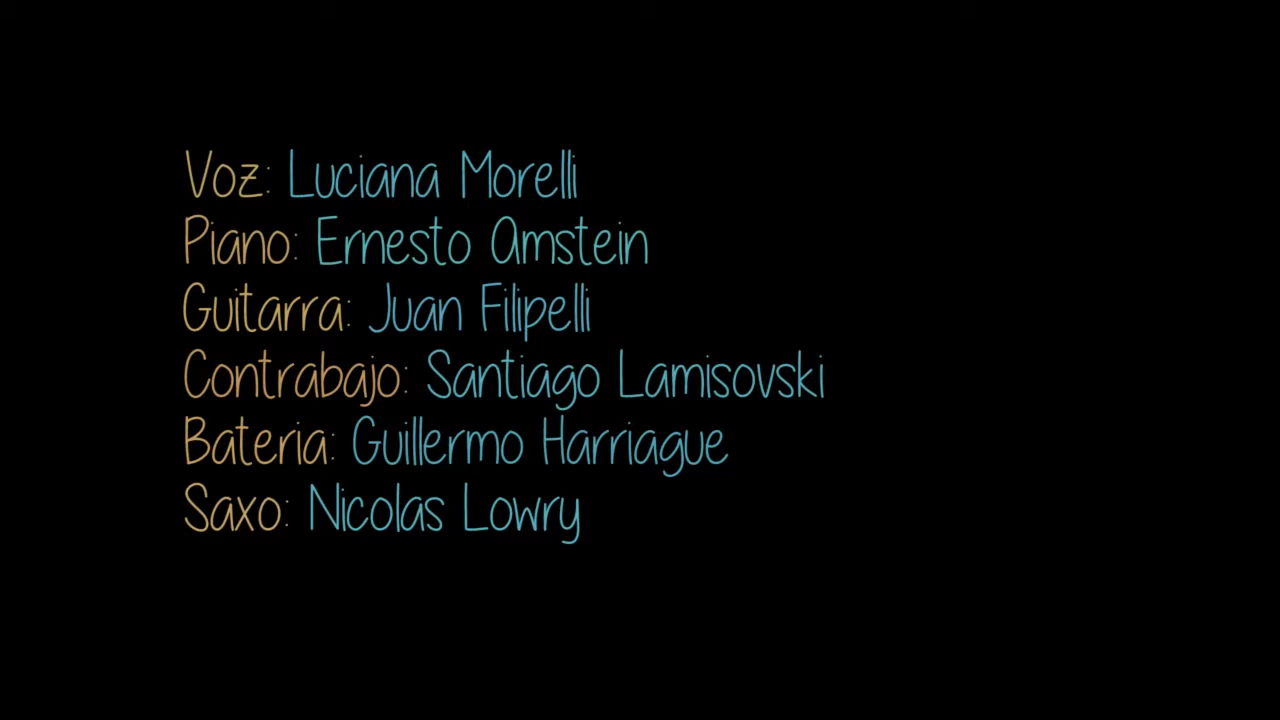 Voz: Luciana Morelli
Piano: Ernesto Amstein
Guitarra: Juan Filipelli
Contrabajo: Santiago Lamisovski
Bateria: Guillermo Harriague
Saxo: Nicolas Lowry